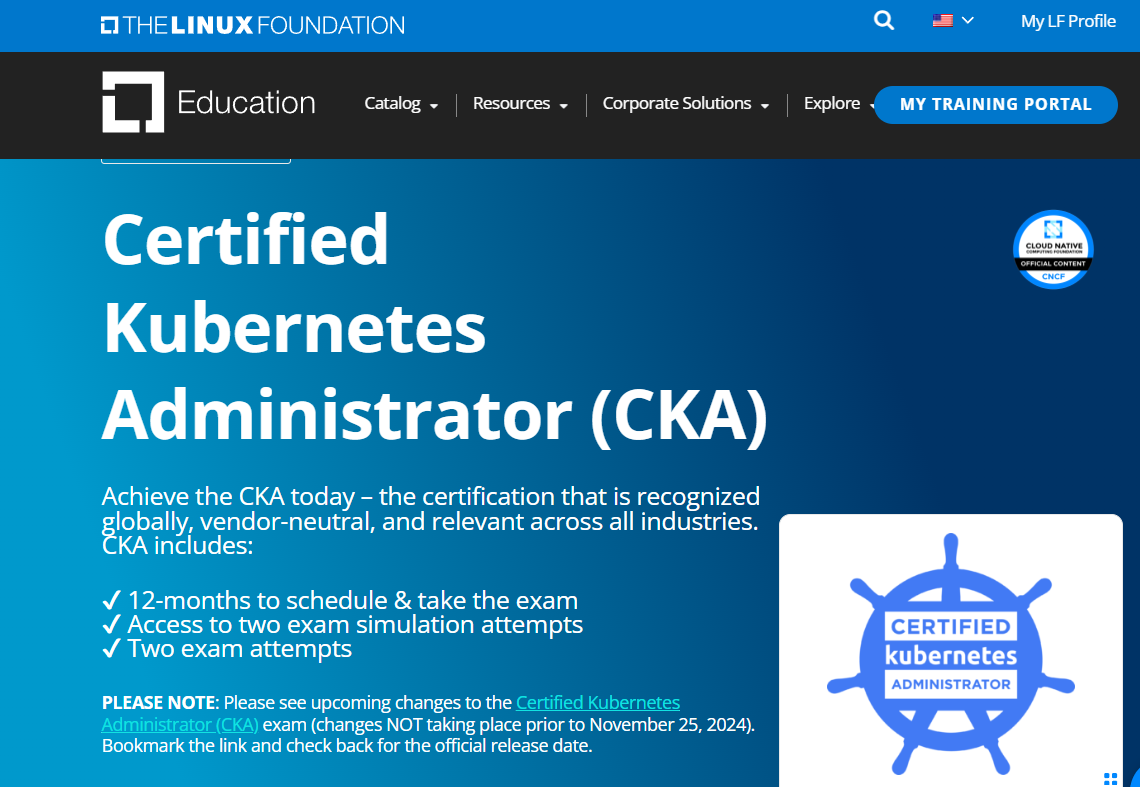 THE LINUX FOUNDATION
My LF Profile
Education
Catalog
Resources
Corporate Solutions
Explore
MY TRAINING PORTAL
Certified
Kubernetes
Administrator (CKA)
CLOUD NATIVE
COMPUTING FOUNDATION
OFFICIAL CONTENT
CNCF
Achieve the CKA today – the certification that is recognized
globally, vendor-neutral, and relevant across all industries.
CKA includes:
✓ 12-months to schedule & take the exam
✓ Access to two exam simulation attempts
✓ Two exam attempts
PLEASE NOTE: Please see upcoming changes to the Certified Kubernetes
Administrator (CKA) exam (changes NOT taking place prior to November 25, 2024).
Bookmark the link and check back for the official release date.
CERTIFIED
kubernetes
ADMINISTRATOR